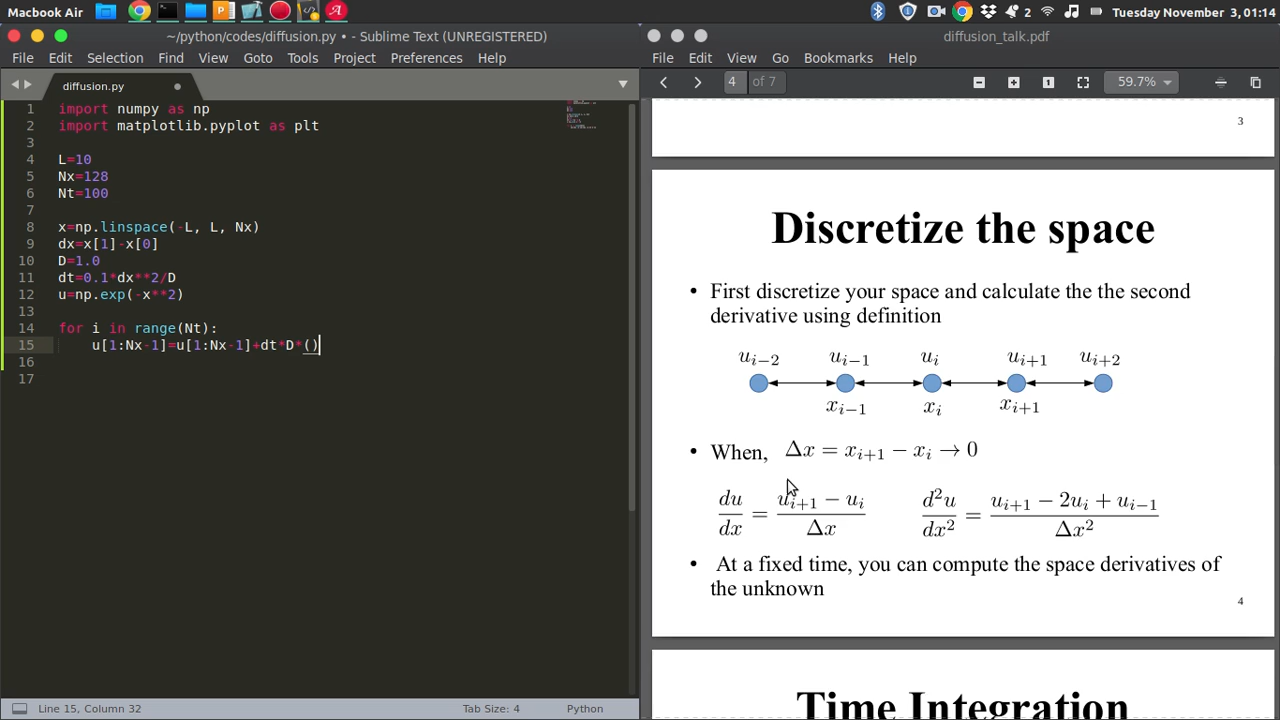 Macbook Air
2
Tuesday November 3, 01:14
~/python/codes/diffusion.py • - Sublime Text (UNREGISTERED)
File Edit Selection Find View Goto Tools Project Preferences Help
diffusion.py
1 import numpy as np
2 import matplotlib.pyplot as plt
3
4 L=10
5 Nx=128
6 Nt=100
7
8 x=np.linspace(-L, L, Nx)
9 dx=x[1]-x[0]
10 D=1.0
11 dt=0.1*dx**2/D
12 u=np.exp(-x**2)
13
14 for i in range(Nt):
15 u[1:Nx-1]=u[1:Nx-1]+dt*D*()
16
17
Line 15, Column 32
Tab Size: 4
Python
diffusion_talk.pdf
File Edit View Go Bookmarks Help
4 of 7
1
59.7%
3
Discretize the space
• First discretize your space and calculate the the second
derivative using definition
u_{i-2} u_{i-1} u_i u_{i+1} u_{i+2}
x_{i-1} x_i x_{i+1}
• When, Δx = x_{i+1} − x_i → 0
du/dx = (u_{i+1} − u_i)/Δx d²u/dx² = (u_{i+1} − 2u_i + u_{i-1})/Δx²
• At a fixed time, you can compute the space derivatives of
the unknown
4
Time Integration